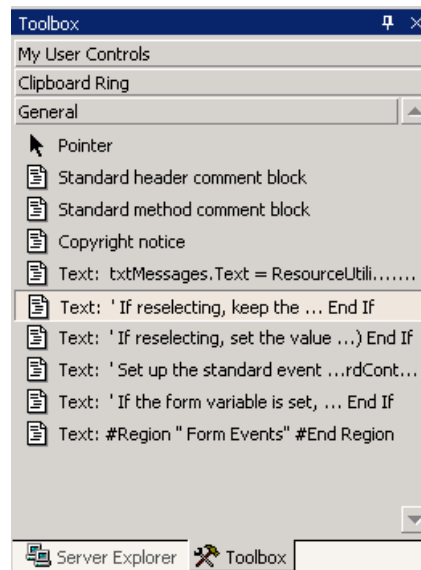 Toolbox
My User Controls
Clipboard Ring
General
Pointer
Standard header comment block
Standard method comment block
Copyright notice
Text: txtMessages.Text = ResourceUtili.......
Text: ' If reselecting, keep the ... End If
Text: ' If reselecting, set the value ...) End If
Text: ' Set up the standard event ...rdCont...
Text: ' If the form variable is set, ... End If
Text: #Region " Form Events" #End Region
Server Explorer Toolbox